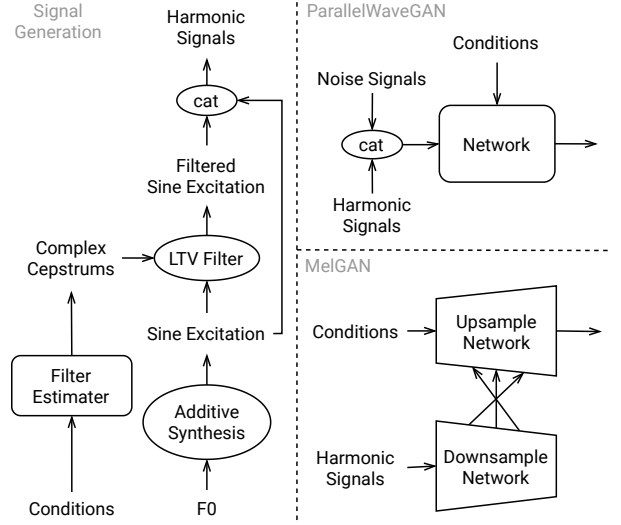 Signal
Generation
Harmonic
Signals
cat
Filtered
Sine Excitation
Complex
Cepstrums
LTV Filter
Sine Excitation
Filter
Estimater
Additive
Synthesis
Conditions
F0
ParallelWaveGAN
Conditions
Noise Signals
cat
Network
Harmonic
Signals
MelGAN
Conditions
Upsample
Network
Harmonic
Signals
Downsample
Network